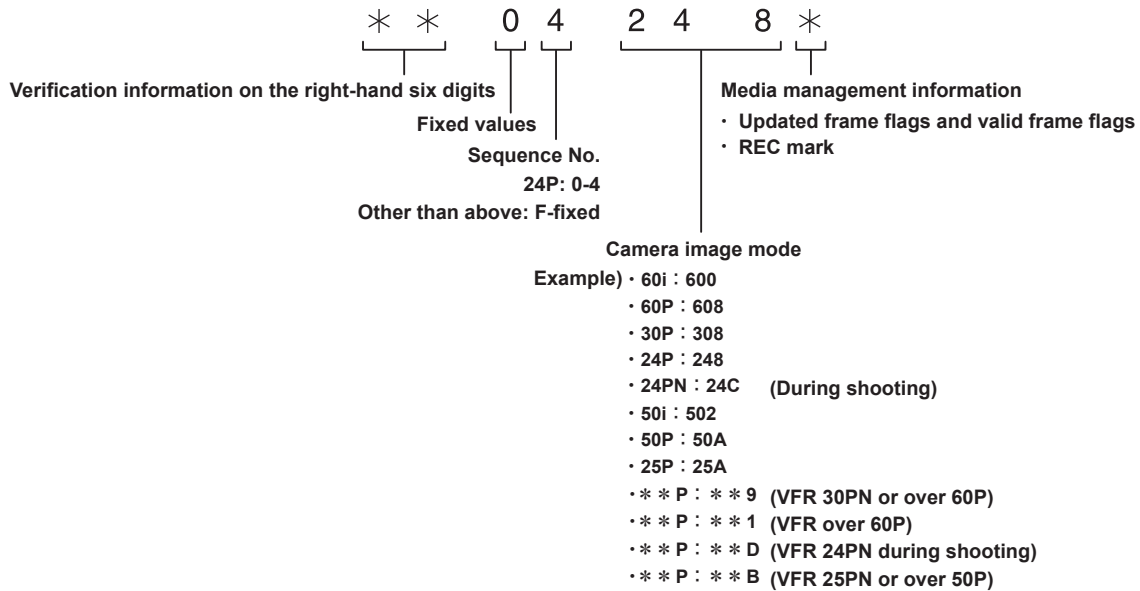 ＊ ＊ 0 4 2 4 8 ＊
Verification information on the right-hand six digits
Fixed values
Sequence No.
24P: 0-4
Other than above: F-fixed
Media management information
・ Updated frame flags and valid frame flags
・ REC mark
Camera image mode
Example)・60i：600
・60P：608
・30P：308
・24P：248
・24PN：24C (During shooting)
・50i：502
・50P：50A
・25P：25A
・＊＊P：＊＊9 (VFR 30PN or over 60P)
・＊＊P：＊＊1 (VFR over 60P)
・＊＊P：＊＊D (VFR 24PN during shooting)
・＊＊P：＊＊B (VFR 25PN or over 50P)